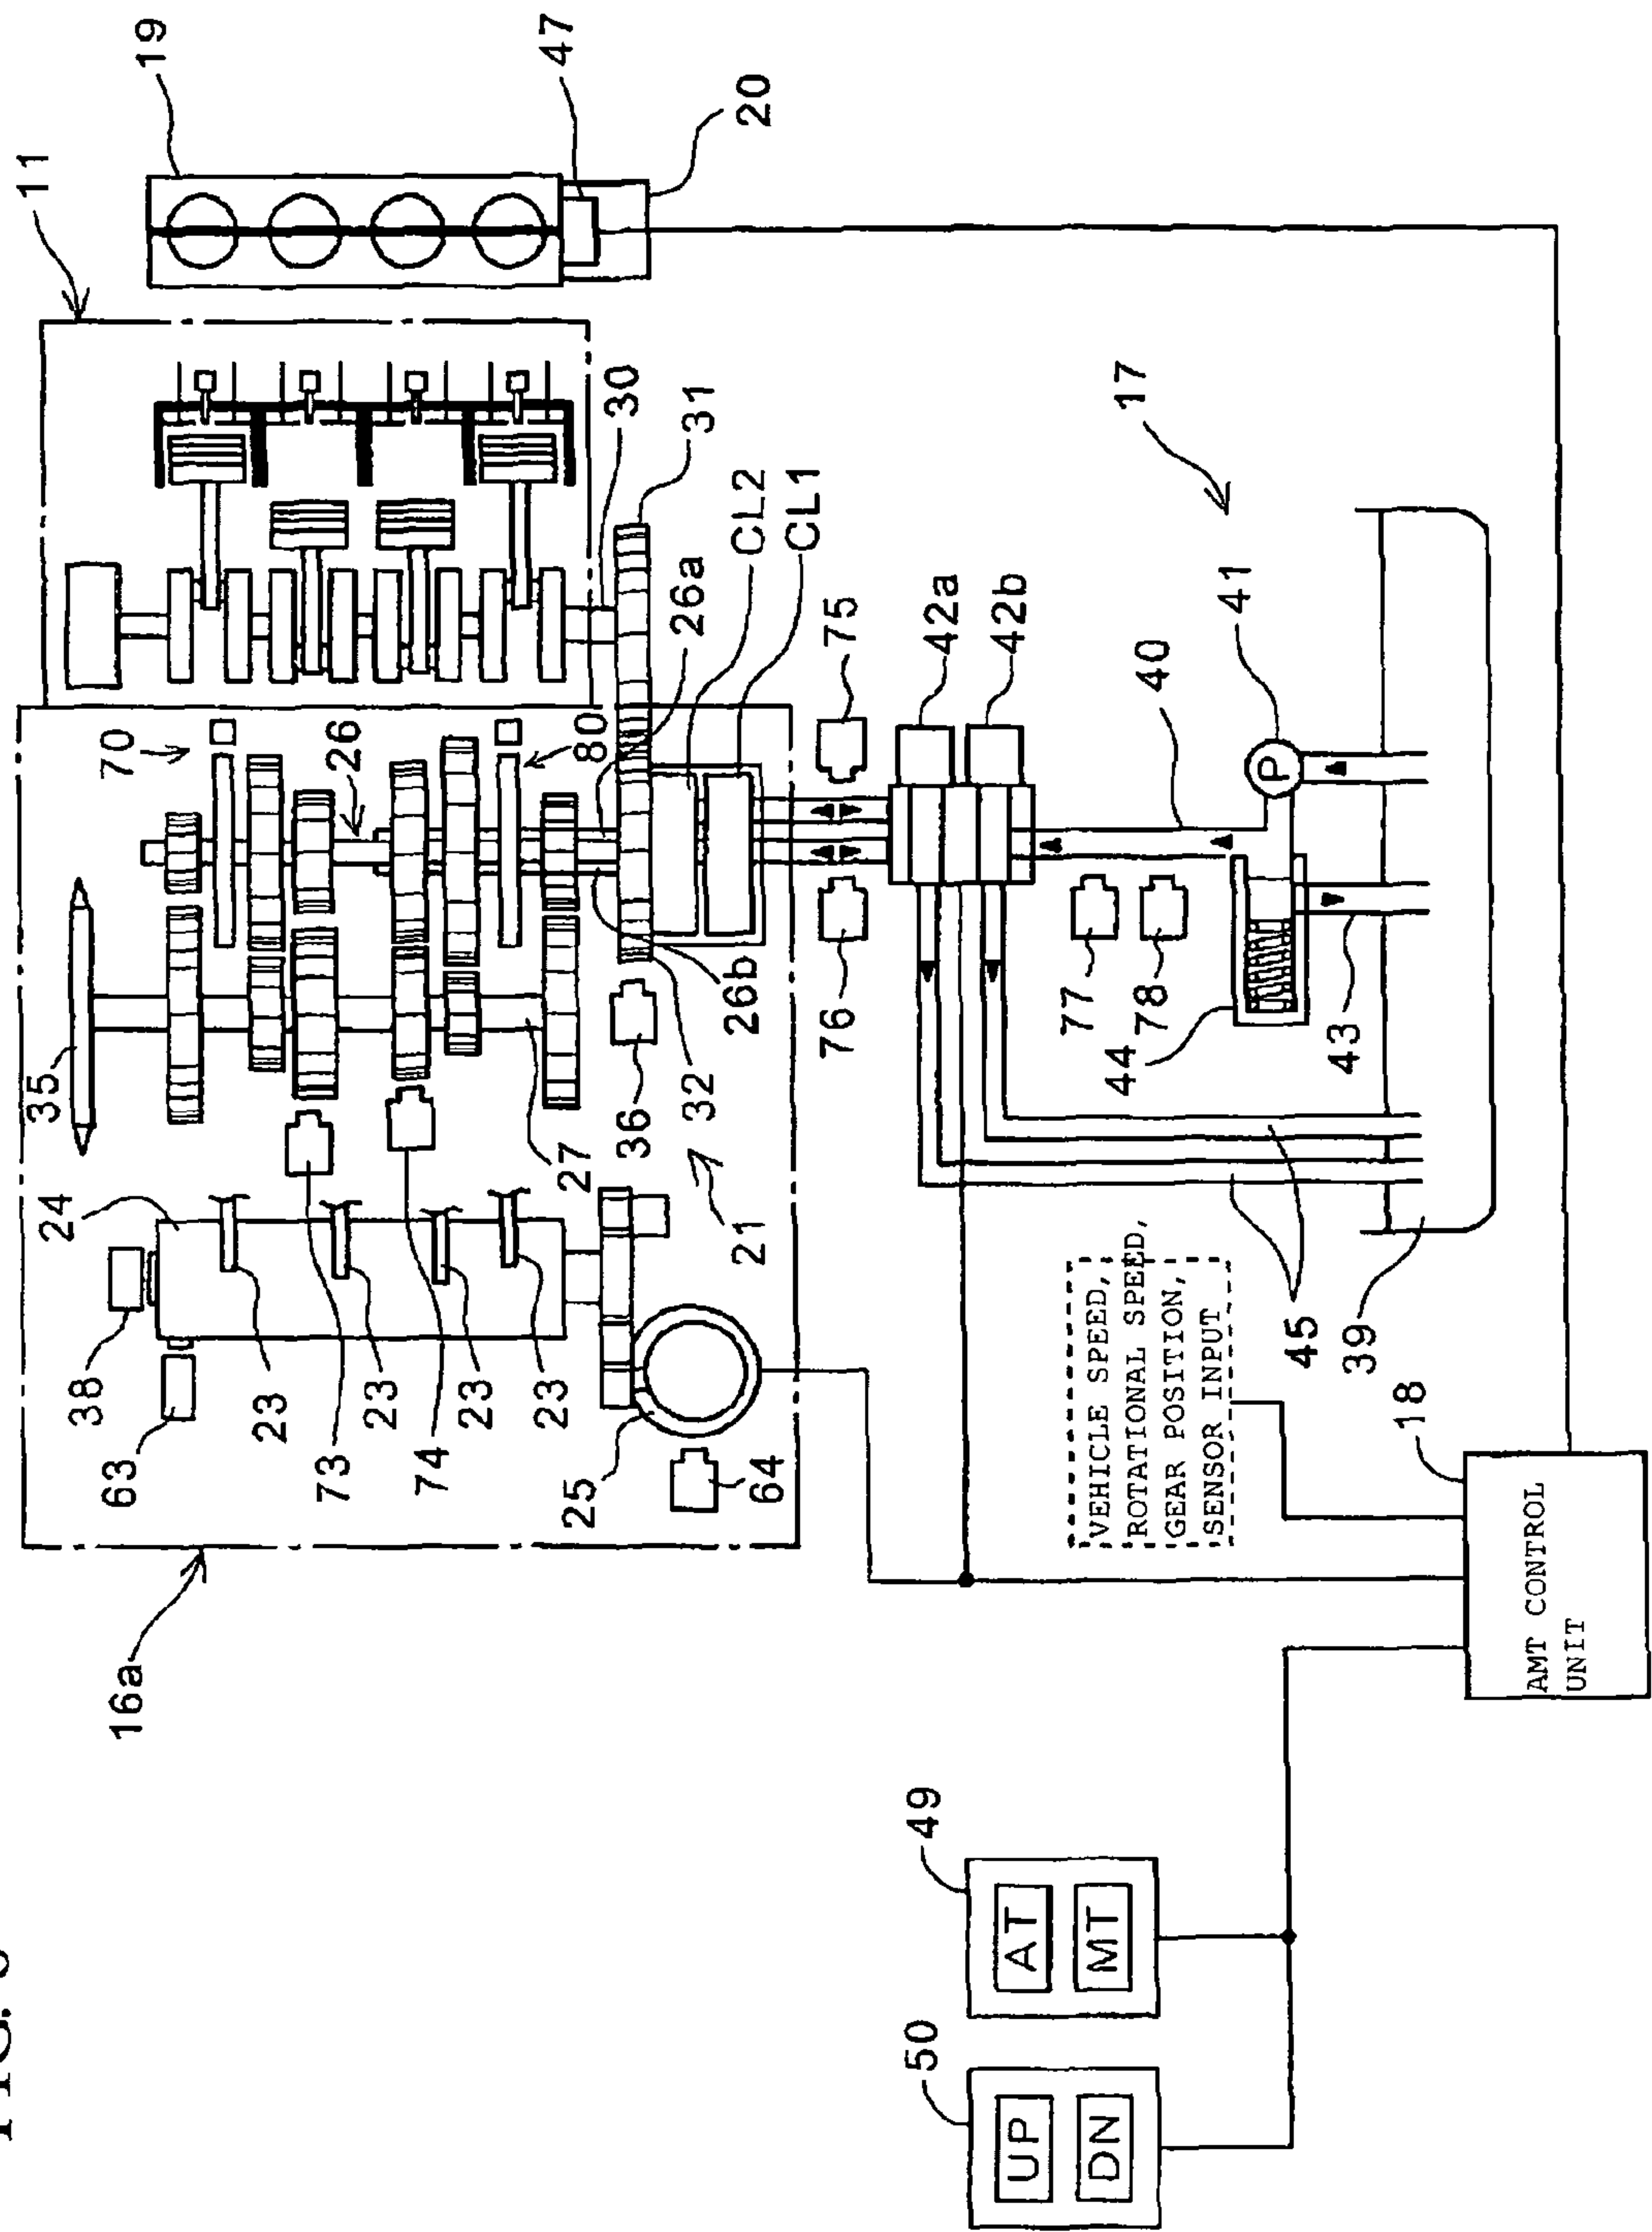 FIG.
16a
63
38
24
35
70
11
19
23
73
23
74
23
23
25
64
21
27
36
32
26b
26
80
26a
CL2
CL1
30
31
47
20
76
75
42a
42b
77
78
44
43
40
41
17
50
UP
DN
49
AT
MT
VEHICLE SPEED,
ROTATIONAL SPEED,
GEAR POSITION,
SENSOR INPUT
45
39
18
P
AMT CONTROL
UNIT